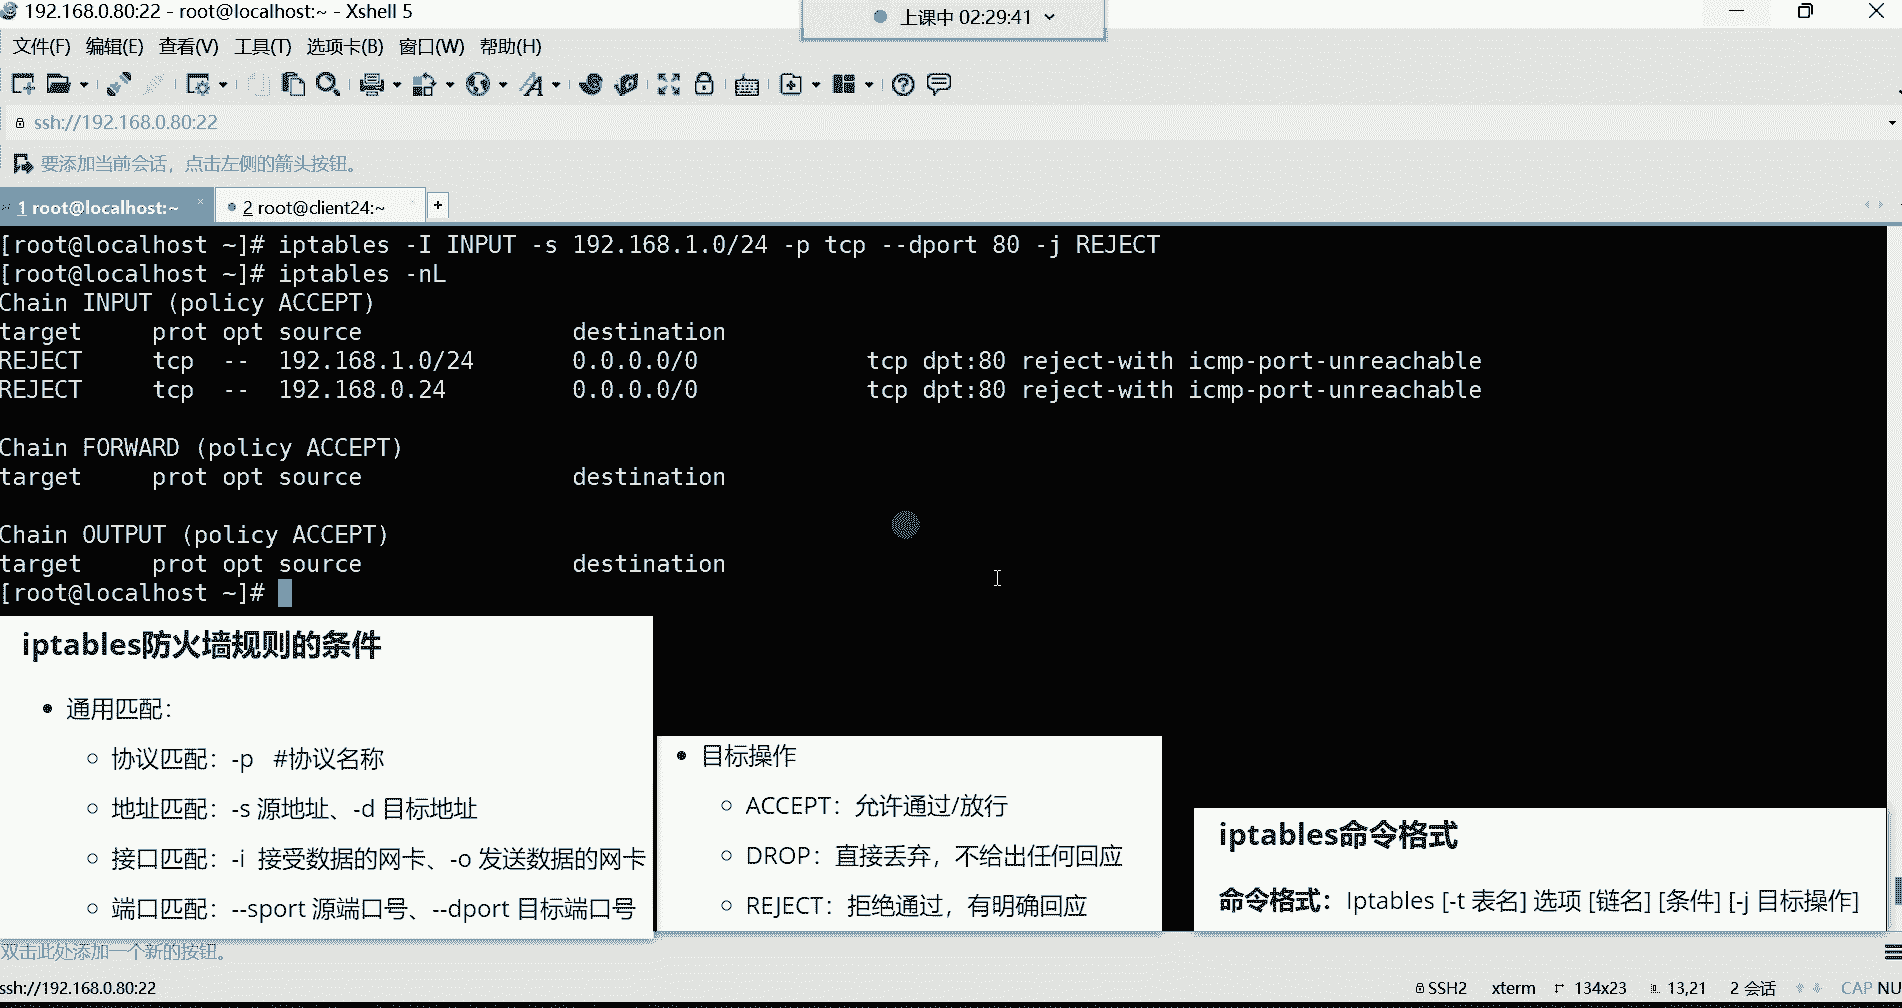 192.168.0.80:22 - root@localhost:~ - Xshell 5
上课中 02:29:41
文件(F) 编辑(E) 查看(V) 工具(T) 选项卡(B) 窗口(W) 帮助(H)
ssh://192.168.0.80:22
要添加当前会话，点击左侧的箭头按钮。
1 root@localhost:~ × 2 root@client24:~ +
[root@localhost ~]# iptables -I INPUT -s 192.168.1.0/24 -p tcp --dport 80 -j REJECT
[root@localhost ~]# iptables -nL
Chain INPUT (policy ACCEPT)
target     prot opt source               destination
REJECT     tcp  --  192.168.1.0/24       0.0.0.0/0            tcp dpt:80 reject-with icmp-port-unreachable
REJECT     tcp  --  192.168.0.24         0.0.0.0/0            tcp dpt:80 reject-with icmp-port-unreachable
Chain FORWARD (policy ACCEPT)
target     prot opt source               destination
Chain OUTPUT (policy ACCEPT)
target     prot opt source               destination
[root@localhost ~]#
iptables防火墙规则的条件
• 通用匹配：
○ 协议匹配：-p #协议名称
○ 地址匹配：-s 源地址、-d 目标地址
○ 接口匹配：-i 接受数据的网卡、-o 发送数据的网卡
○ 端口匹配：--sport 源端口号、--dport 目标端口号
• 目标操作
○ ACCEPT：允许通过/放行
○ DROP：直接丢弃，不给出任何回应
○ REJECT：拒绝通过，有明确回应
iptables命令格式
命令格式：Iptables [-t 表名] 选项 [链名] [条件] [-j 目标操作]
双击此处添加一个新的按钮。
ssh://192.168.0.80:22 SSH2 xterm 134x23 13,21 2 会话 CAP NU